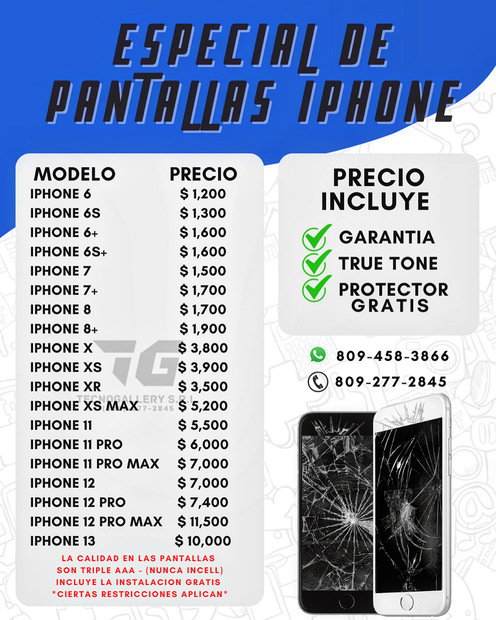 ESPECIAL DE
PANTALLAS IPHONE
MODELO PRECIO
IPHONE 6 $ 1,200
IPHONE 6S $ 1,300
IPHONE 6+ $ 1,600
IPHONE 6S+ $ 1,600
IPHONE 7 $ 1,500
IPHONE 7+ $ 1,700
IPHONE 8 $ 1,700
IPHONE 8+ $ 1,900
IPHONE X $ 3,800
IPHONE XS $ 3,900
IPHONE XR $ 3,500
IPHONE XS MAX $ 5,200
IPHONE 11 $ 5,500
IPHONE 11 PRO $ 6,000
IPHONE 11 PRO MAX $ 7,000
IPHONE 12 $ 7,000
IPHONE 12 PRO $ 7,400
IPHONE 12 PRO MAX $ 11,500
IPHONE 13 $ 10,000
TG
TECNOGALLERY S.R.L
77-2845
LA CALIDAD EN LAS PANTALLAS
SON TRIPLE AAA - (NUNCA INCELL)
INCLUYE LA INSTALACION GRATIS
*CIERTAS RESTRICCIONES APLICAN*
PRECIO
INCLUYE
GARANTIA
TRUE TONE
PROTECTOR
GRATIS
809-458-3866
809-277-2845